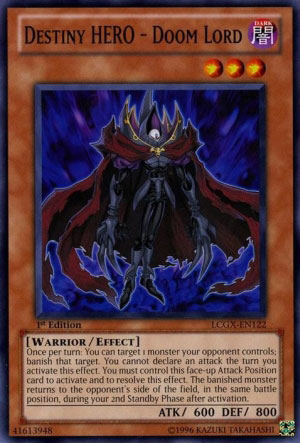 DESTINY HERO - DOOM LORD
DARK
闇
1st Edition
LCGX-EN122
[WARRIOR / EFFECT]
Once per turn: You can target 1 monster your opponent controls;
banish that target. You cannot declare an attack the turn you
activate this effect. You must control this face-up Attack Position
card to activate and to resolve this effect. The banished monster
returns to the opponent's side of the field, in the same battle
position, during your 2nd Standby Phase after activation.
ATK/ 600 DEF/ 800
41613948
©1996 KAZUKI TAKAHASHI